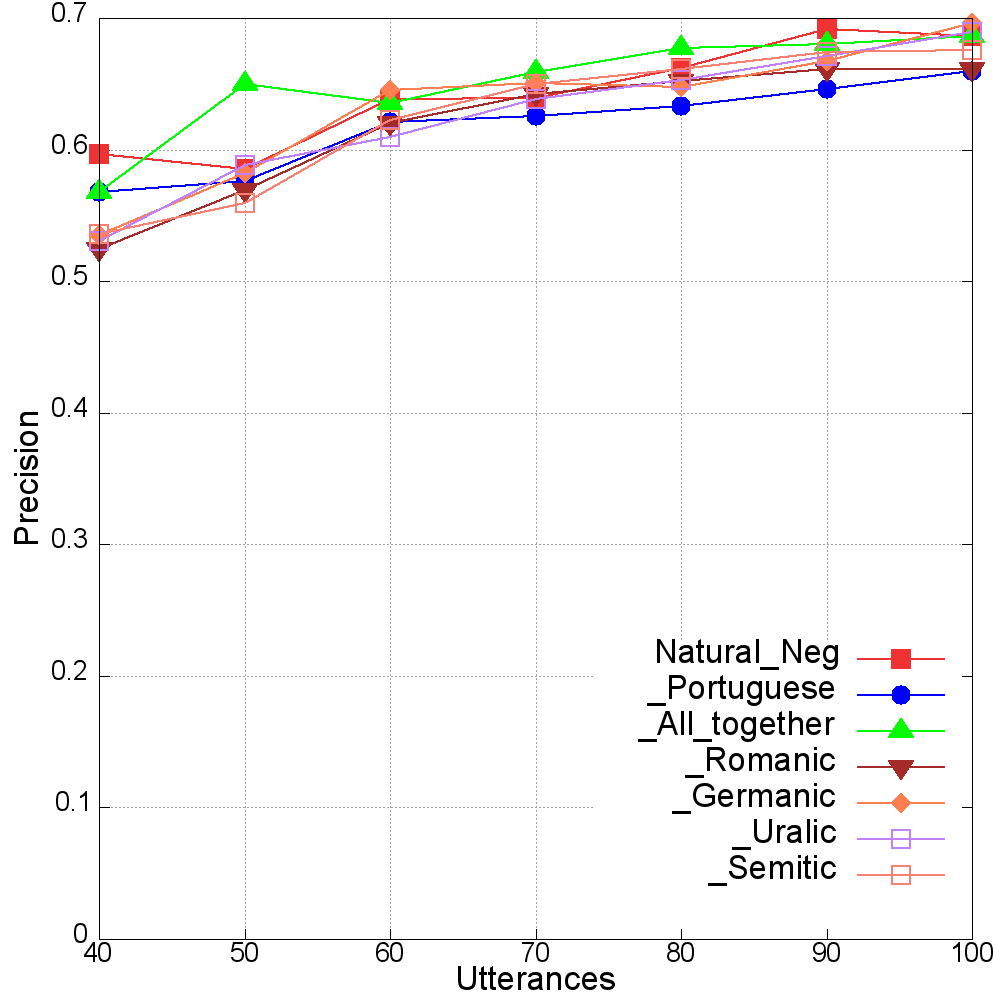 0.7
0.6
0.5
0.4
0.3
0.2
0.1
0
Precision
40 50 60 70 80 90 100
Utterances
Natural_Neg
_Portuguese
_All_together
_Romanic
_Germanic
_Uralic
_Semitic